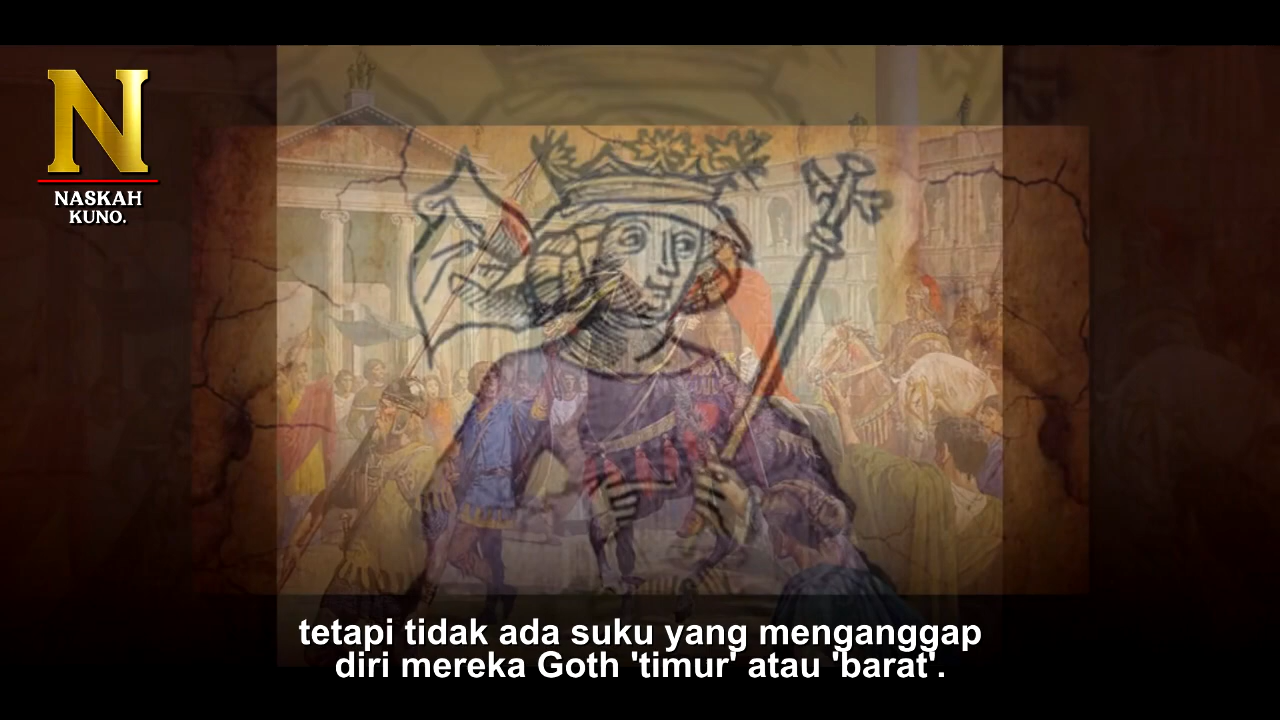 N
NASKAH
KUNO.
tetapi tidak ada suku yang menganggap
diri mereka Goth 'timur' atau 'barat'.